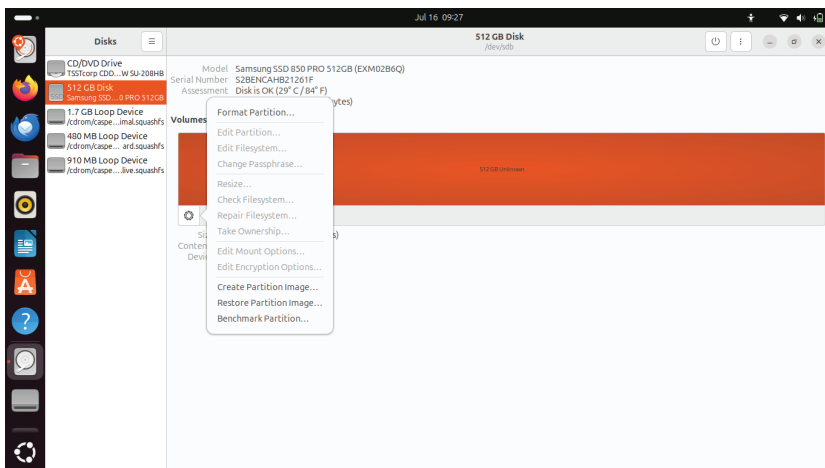 Jul 16 09:27
Disks
512 GB Disk
/dev/sdb
CD/DVD Drive
TSSTcorp CDD...W SU-208HB
512 GB Disk
Samsung SSD...0 PRO 512GB
1.7 GB Loop Device
/cdrom/caspe...imal.squashfs
480 MB Loop Device
/cdrom/caspe... ard.squashfs
910 MB Loop Device
/cdrom/caspe....live.squashfs
Model Samsung SSD 850 PRO 512GB (EXM02B6Q)
Serial Number S2BENCAHB21261F
Assessment Disk is OK (29° C / 84° F)
ytes)
Volumes
512 GB Unknown
Si
s)
Conten
Devi
Format Partition...
Edit Partition...
Edit Filesystem...
Change Passphrase...
Resize...
Check Filesystem...
Repair Filesystem...
Take Ownership...
Edit Mount Options...
Edit Encryption Options...
Create Partition Image...
Restore Partition Image...
Benchmark Partition...